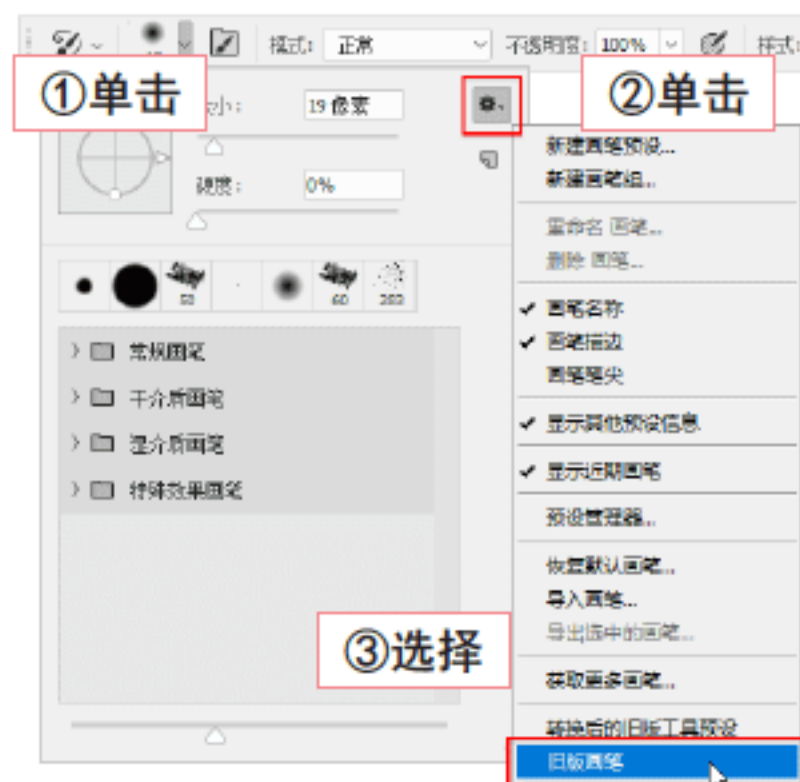 模式： 正常 不透明度： 100% 样式：
①单击
②单击
小： 19 像素
硬度： 0%
50 60 283
常规画笔
干介质画笔
湿介质画笔
特殊效果画笔
③选择
新建画笔预设...
新建画笔组...
重命名 画笔...
删除 画笔...
画笔名称
画笔描边
画笔笔尖
显示其他预设信息
显示近期画笔
预设管理器...
恢复默认画笔...
导入画笔...
导出选中的画笔...
获取更多画笔...
转换后的旧版工具预设
旧版画笔